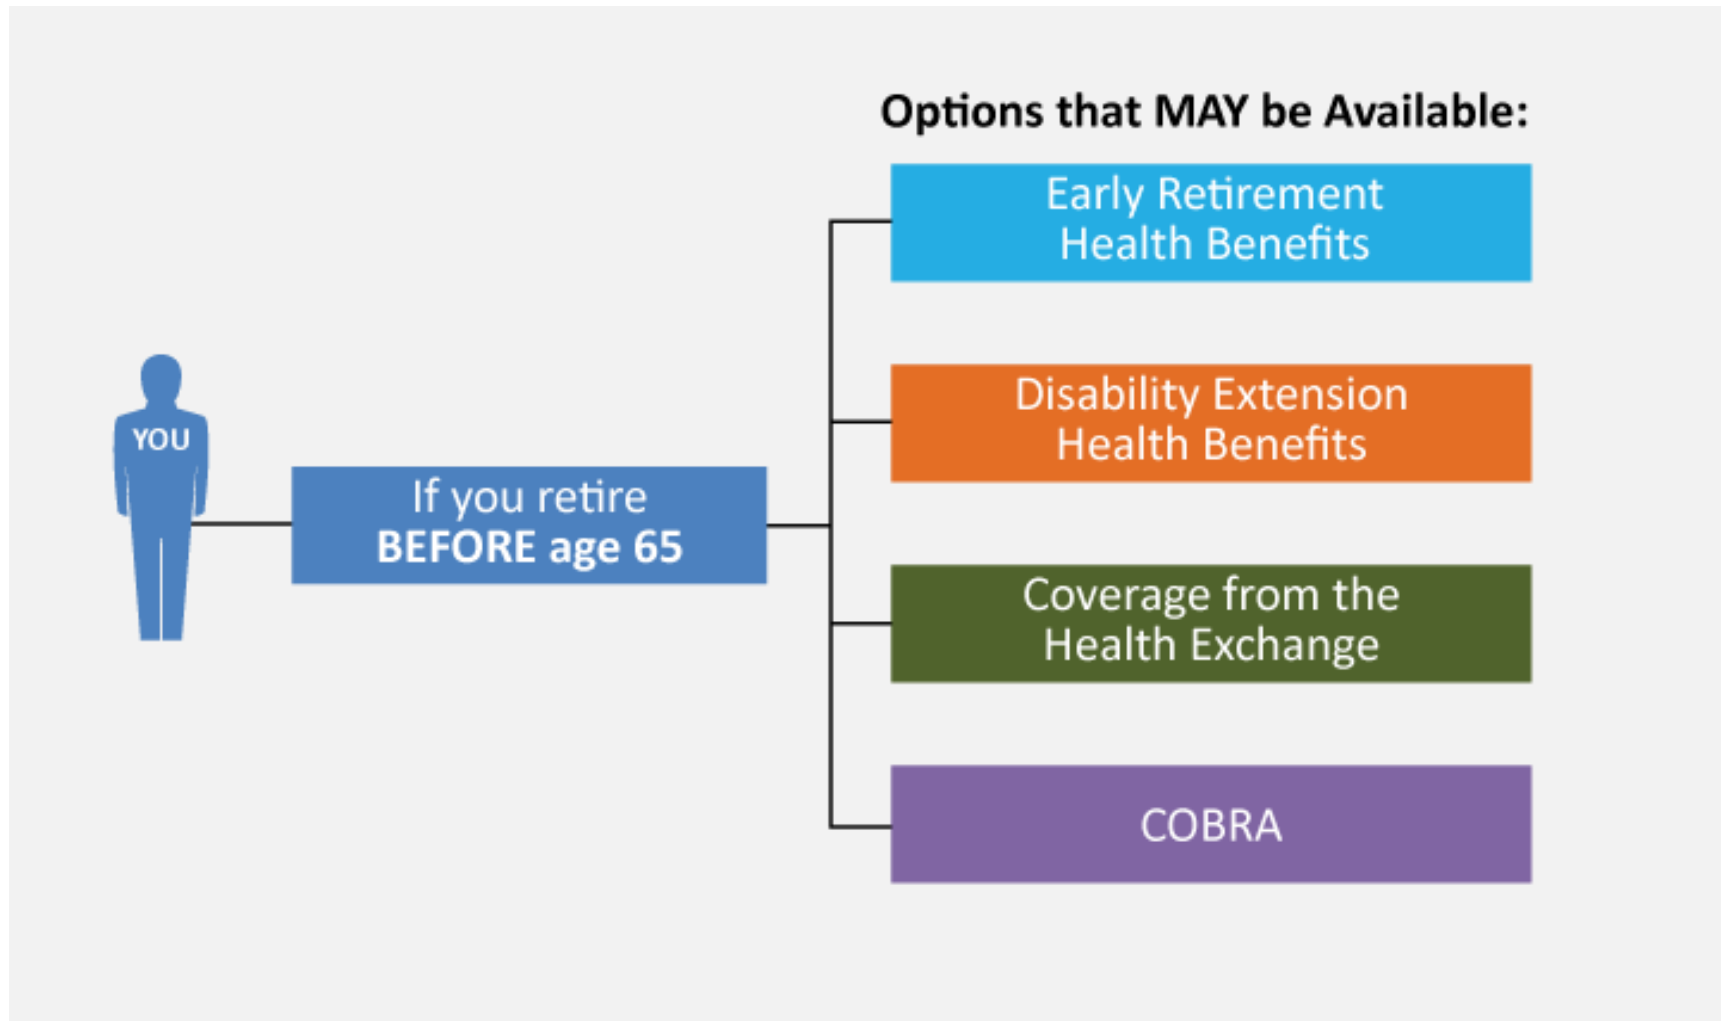 Options that MAY be Available:
Early Retirement
Health Benefits
Disability Extension
Health Benefits
YOU
If you retire
BEFORE age 65
Coverage from the
Health Exchange
COBRA